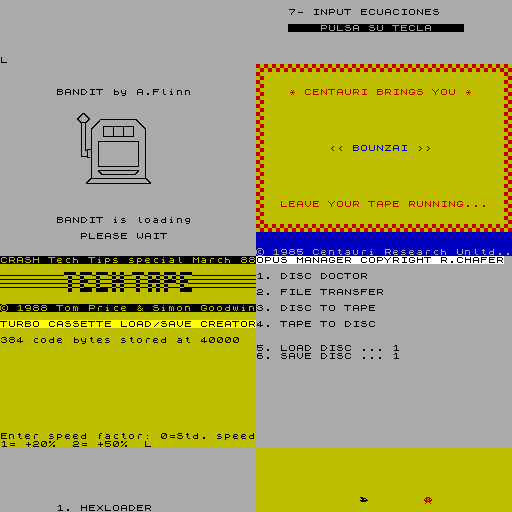 7- INPUT ECUACIONES
PULSA SU TECLA
L
BANDIT by A.Flinn
BANDIT is loading
PLEASE WAIT
* CENTAURI BRINGS YOU *
<< BOUNZAI >>
LEAVE YOUR TAPE RUNNING...
© 1985 Centauri Research Unltd..
CRASH Tech Tips special March 88
TECHTAPE
© 1988 Tom Price & Simon Goodwin
TURBO CASSETTE LOAD/SAVE CREATOR
384 code bytes stored at 40000
Enter speed factor: 0=Std. speed
1= +20%  2= +50%  L
OPUS MANAGER COPYRIGHT R.CHAFER
1. DISC DOCTOR
2. FILE TRANSFER
3. DISC TO TAPE
4. TAPE TO DISC
5. LOAD DISC ... 1
6. SAVE DISC ... 1
1. HEXLOADER